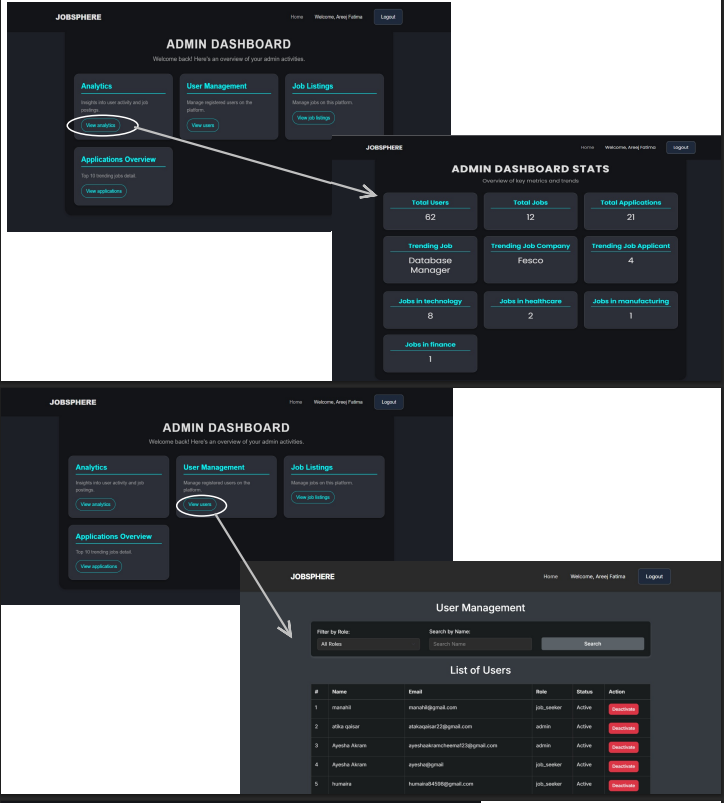 JOBSPHERE
Home Welcome, Areej Fatima Logout
ADMIN DASHBOARD
Welcome back! Here's an overview of your admin activities.
Analytics
Insights into user activity and job
postings.
View analytics
User Management
Manage registered users on the
platform.
View users
Job Listings
Manage jobs on this platform.
View job listings
Applications Overview
Top 10 trending jobs detail.
View applications
JOBSPHERE
Home Welcome, Areej Fatima Logout
ADMIN DASHBOARD STATS
Overview of key metrics and trends
Total Users
62
Total Jobs
12
Total Applications
21
Trending Job
Database
Manager
Trending Job Company
Fesco
Trending Job Applicant
4
Jobs in technology
8
Jobs in healthcare
2
Jobs in manufacturing
1
Jobs in finance
1
JOBSPHERE
Home Welcome, Areej Fatima Logout
ADMIN DASHBOARD
Welcome back! Here's an overview of your admin activities.
Analytics
Insights into user activity and job
postings.
View analytics
User Management
Manage registered users on the
platform.
View users
Job Listings
Manage jobs on this platform.
View job listings
Applications Overview
Top 10 trending jobs detail.
View applications
JOBSPHERE
Home Welcome, Areej Fatima Logout
User Management
Filter by Role: Search by Name:
All Roles Search Name Search
List of Users
# Name Email Role Status Action
1 manahil manahil@gmail.com job_seeker Active Deactivate
2 atika qaisar atakaqaisar22@gmail.com admin Active Deactivate
3 Ayesha Akram ayeshaakramcheema123@gmail.com admin Active Deactivate
4 Ayesha Akram ayesha@gmail job_seeker Active Deactivate
5 humaira humaira84598@gmail.com job_seeker Active Deactivate